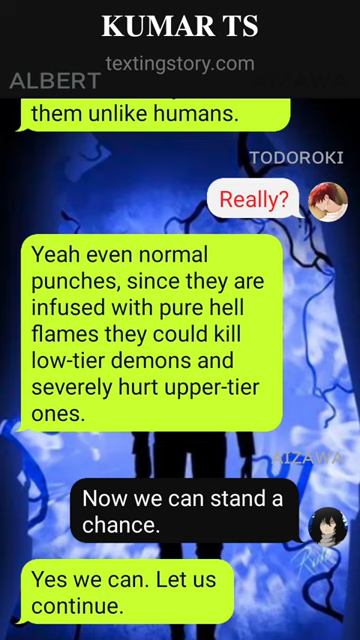 KUMAR TS
textingstory.com
ALBERT
AIZAWA
them unlike humans.
TODOROKI
Really?
Yeah even normal
punches, since they are
infused with pure hell
flames they could kill
low-tier demons and
severely hurt upper-tier
ones.
AIZAWA
Now we can stand a
chance.
Yes we can. Let us
continue.